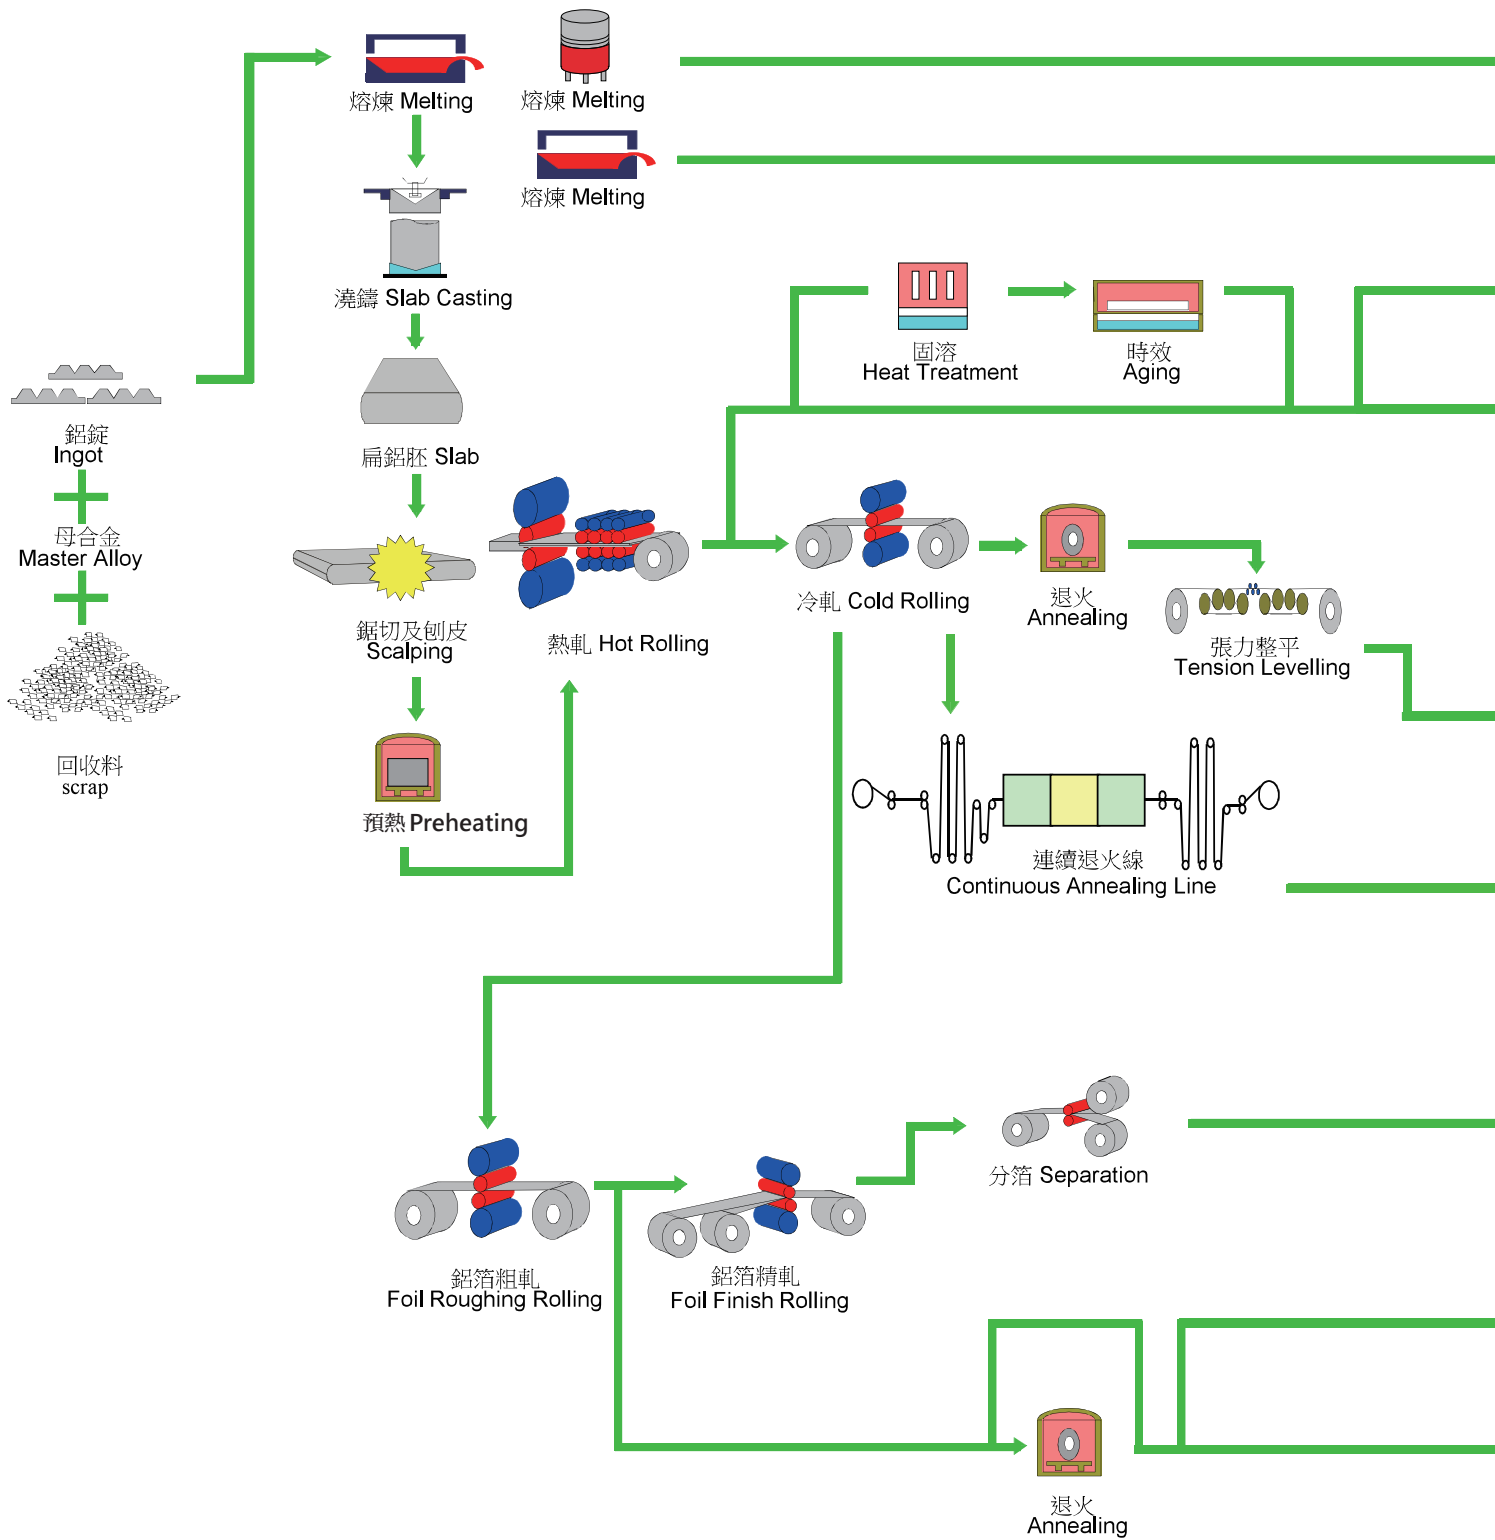 熔煉 Melting
熔煉 Melting
熔煉 Melting
澆鑄 Slab Casting
固溶
Heat Treatment
時效
Aging
鋁錠
Ingot
扁鋁胚 Slab
母合金
Master Alloy
冷軋 Cold Rolling
退火
Annealing
鋸切及刨皮
Scalping
熱軋 Hot Rolling
張力整平
Tension Levelling
回收料
scrap
預熱 Preheating
連續退火線
Continuous Annealing Line
分箔 Separation
鋁箔粗軋
Foil Roughing Rolling
鋁箔精軋
Foil Finish Rolling
退火
Annealing